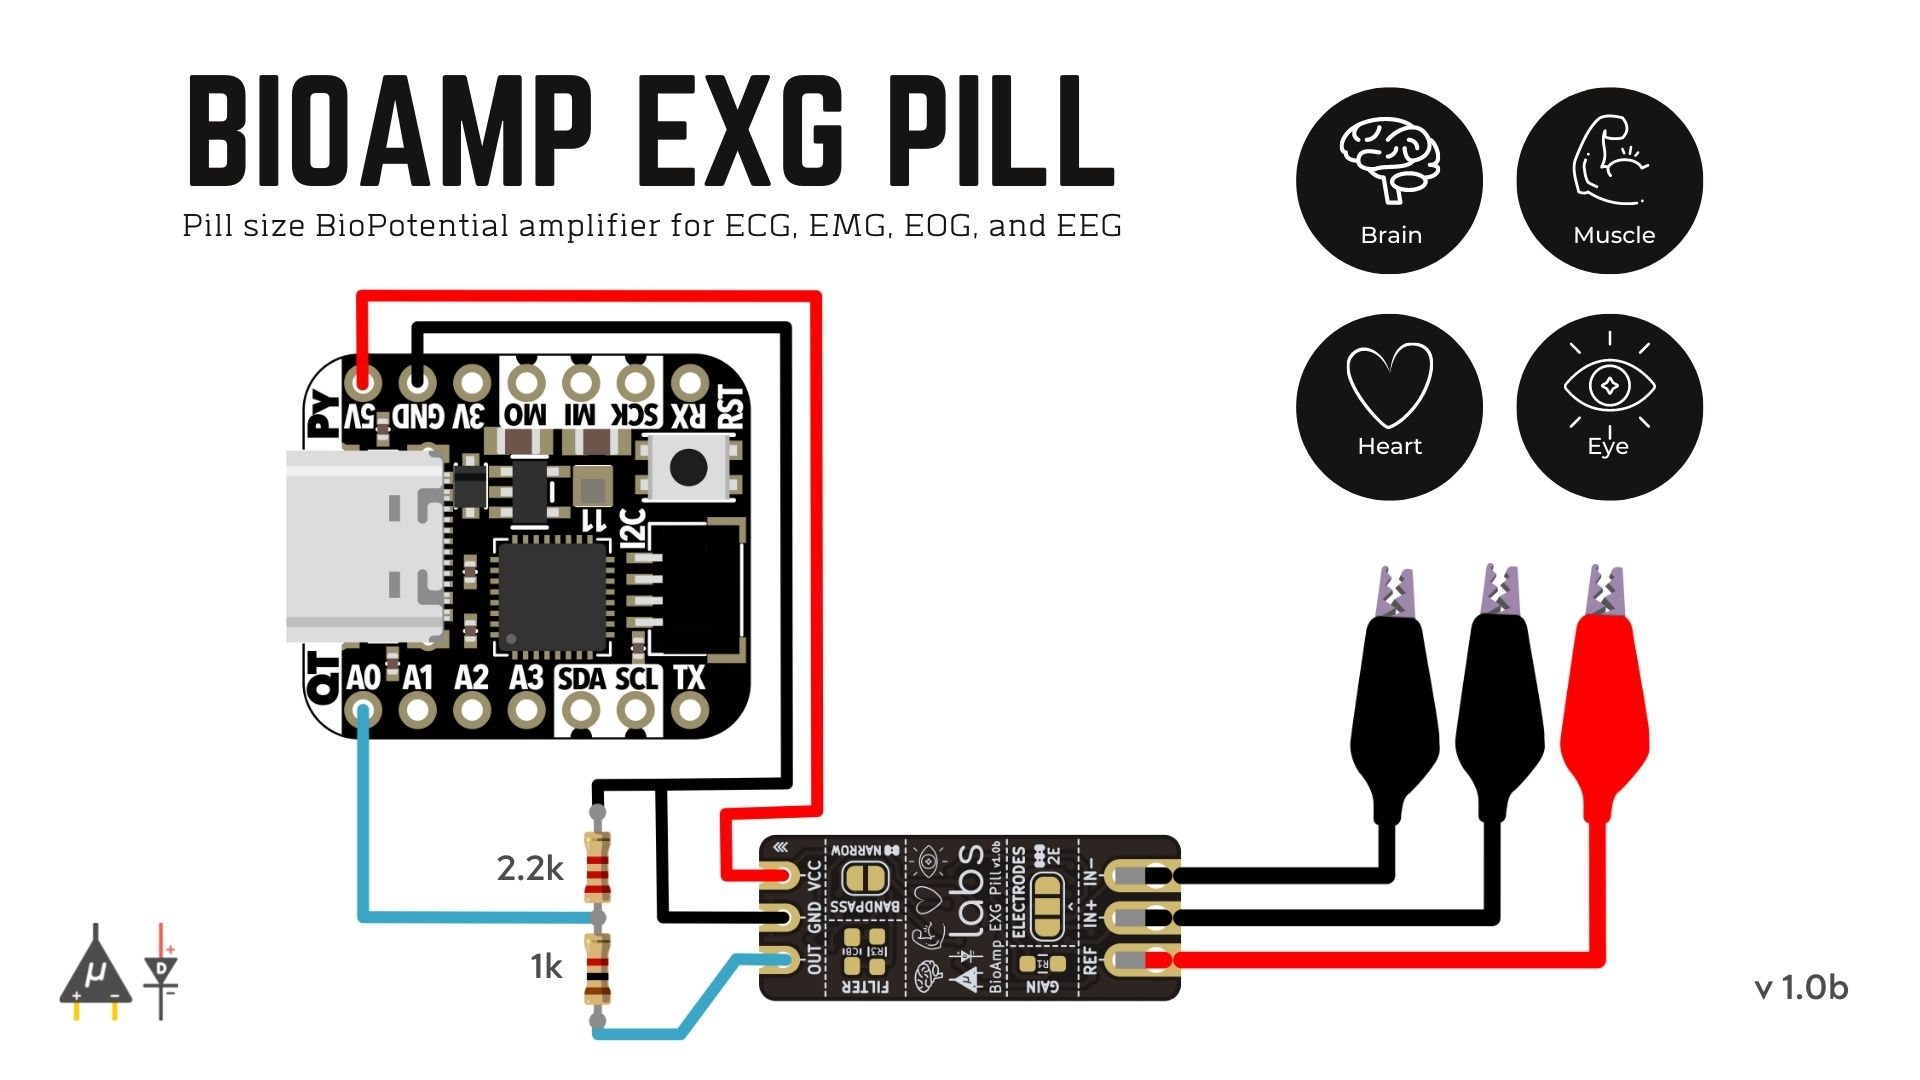 BIOAMP EXG PILL
Pill size BioPotential amplifier for ECG, EMG, EOG, and EEG
Brain
Muscle
Heart
Eye
PY
5V GND 3V MO MI SCK RX
RST
11
I2C
QT
A0 A1 A2 A3 SDA SCL TX
2.2k
1k
VCC
GND
OUT
NARROW
BANDPASS
C8 R3
FILTER
labs
BioAmp EXG Pill v1.0b
ELECTRODES
2E
R1
GAIN
IN-
IN+
REF
μ
+ -
+
D
-
v 1.0b